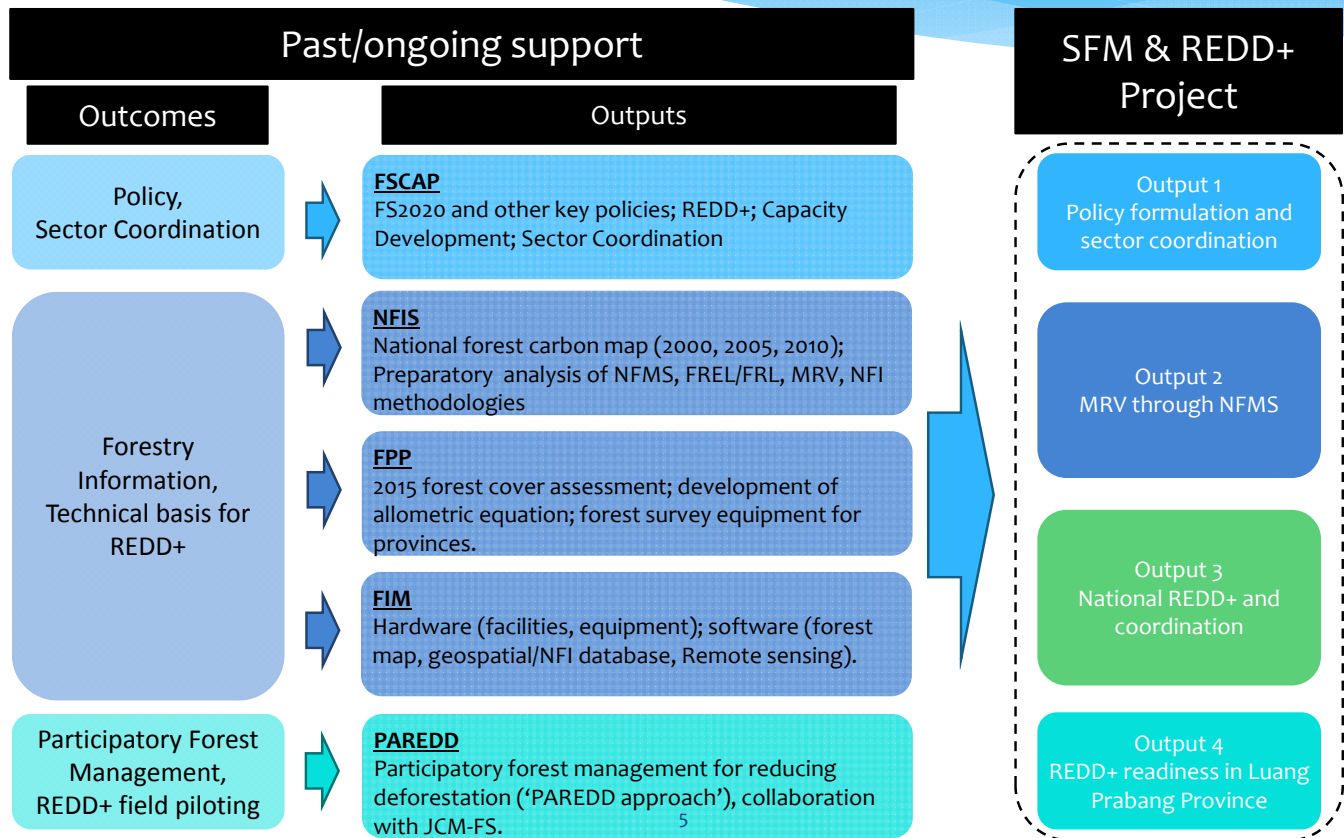 Past/ongoing support
SFM & REDD+
Project
Outcomes
Outputs
Policy,
Sector Coordination
FSCAP
FS2020 and other key policies; REDD+; Capacity
Development; Sector Coordination
Forestry
Information,
Technical basis for
REDD+
NFIS
National forest carbon map (2000, 2005, 2010);
Preparatory analysis of NFMS, FREL/FRL, MRV, NFI
methodologies
FPP
2015 forest cover assessment; development of
allometric equation; forest survey equipment for
provinces.
FIM
Hardware (facilities, equipment); software (forest
map, geospatial/NFI database, Remote sensing).
Participatory Forest
Management,
REDD+ field piloting
PAREDD
Participatory forest management for reducing
deforestation (‘PAREDD approach’), collaboration
with JCM-FS.
Output 1
Policy formulation and
sector coordination
Output 2
MRV through NFMS
Output 3
National REDD+ and
coordination
Output 4
REDD+ readiness in Luang
Prabang Province
5